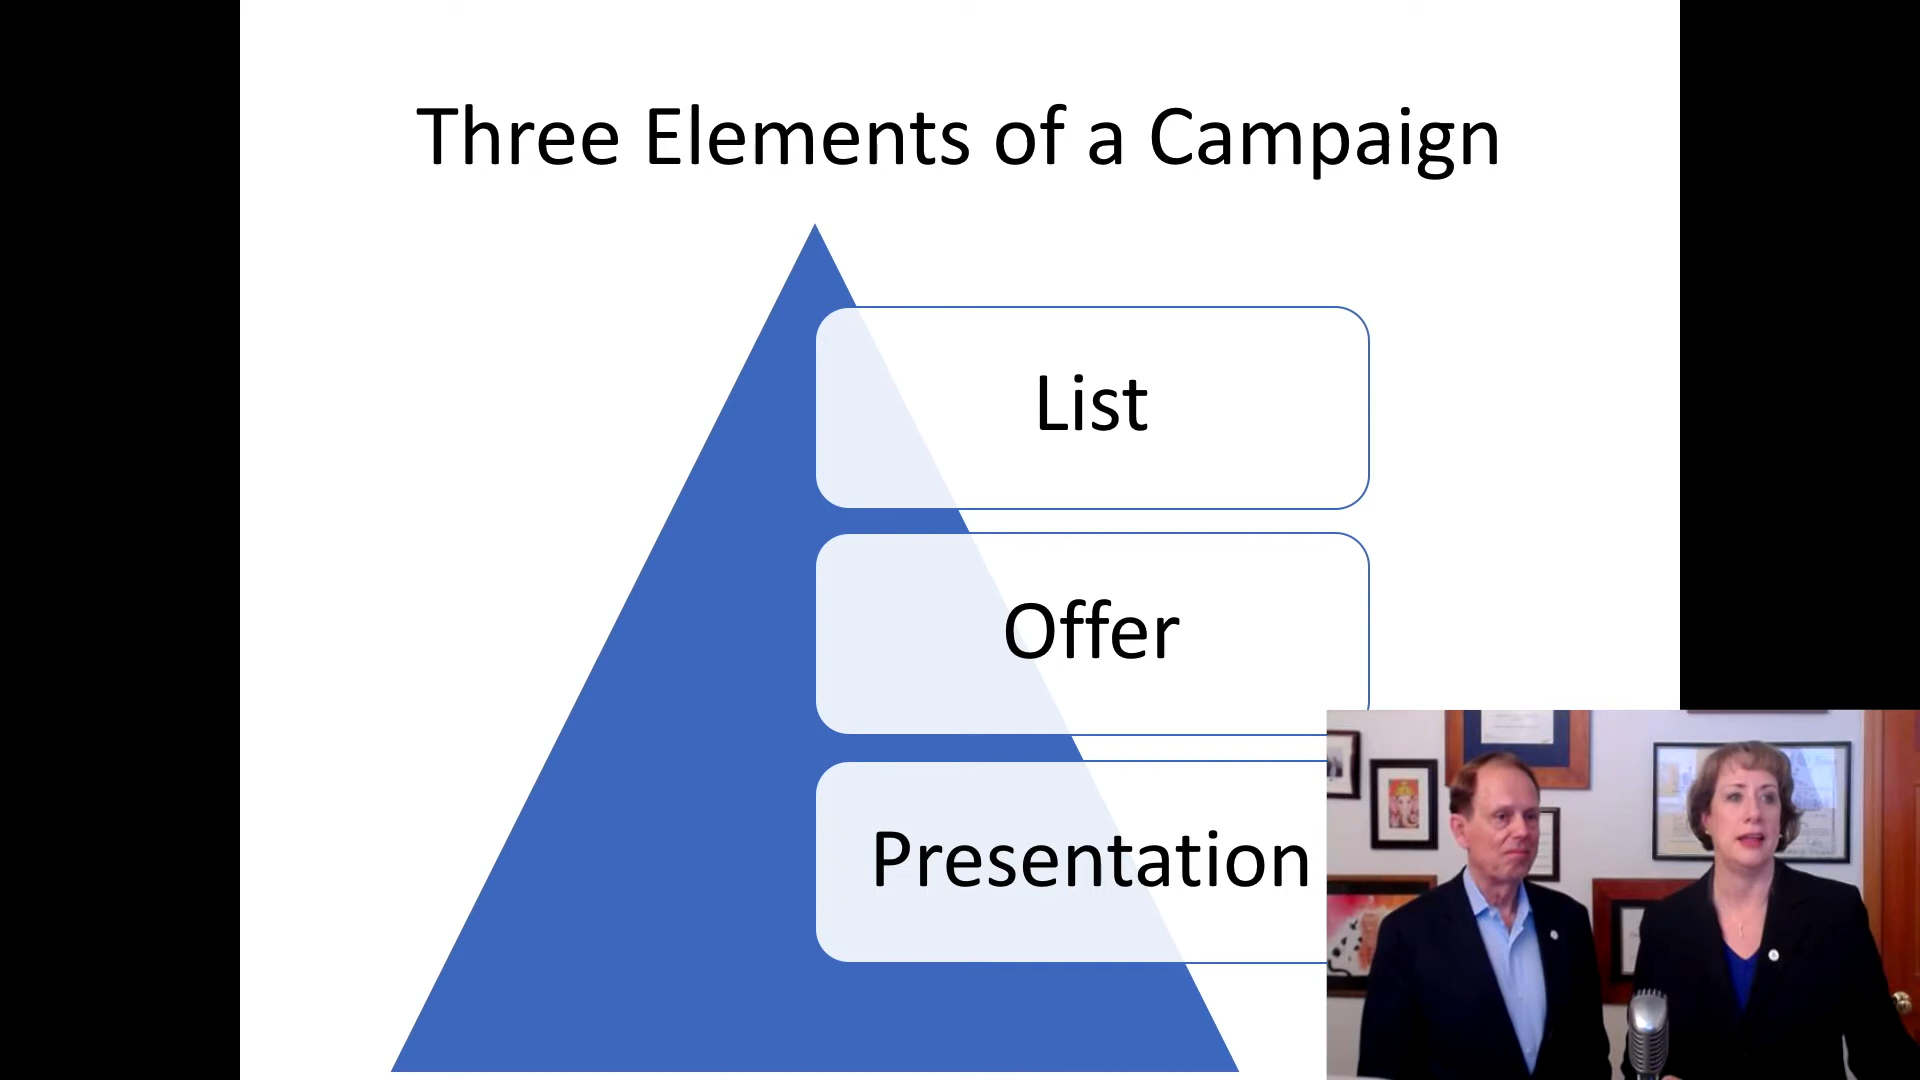 Three Elements of a Campaign
List
Offer
Presentation